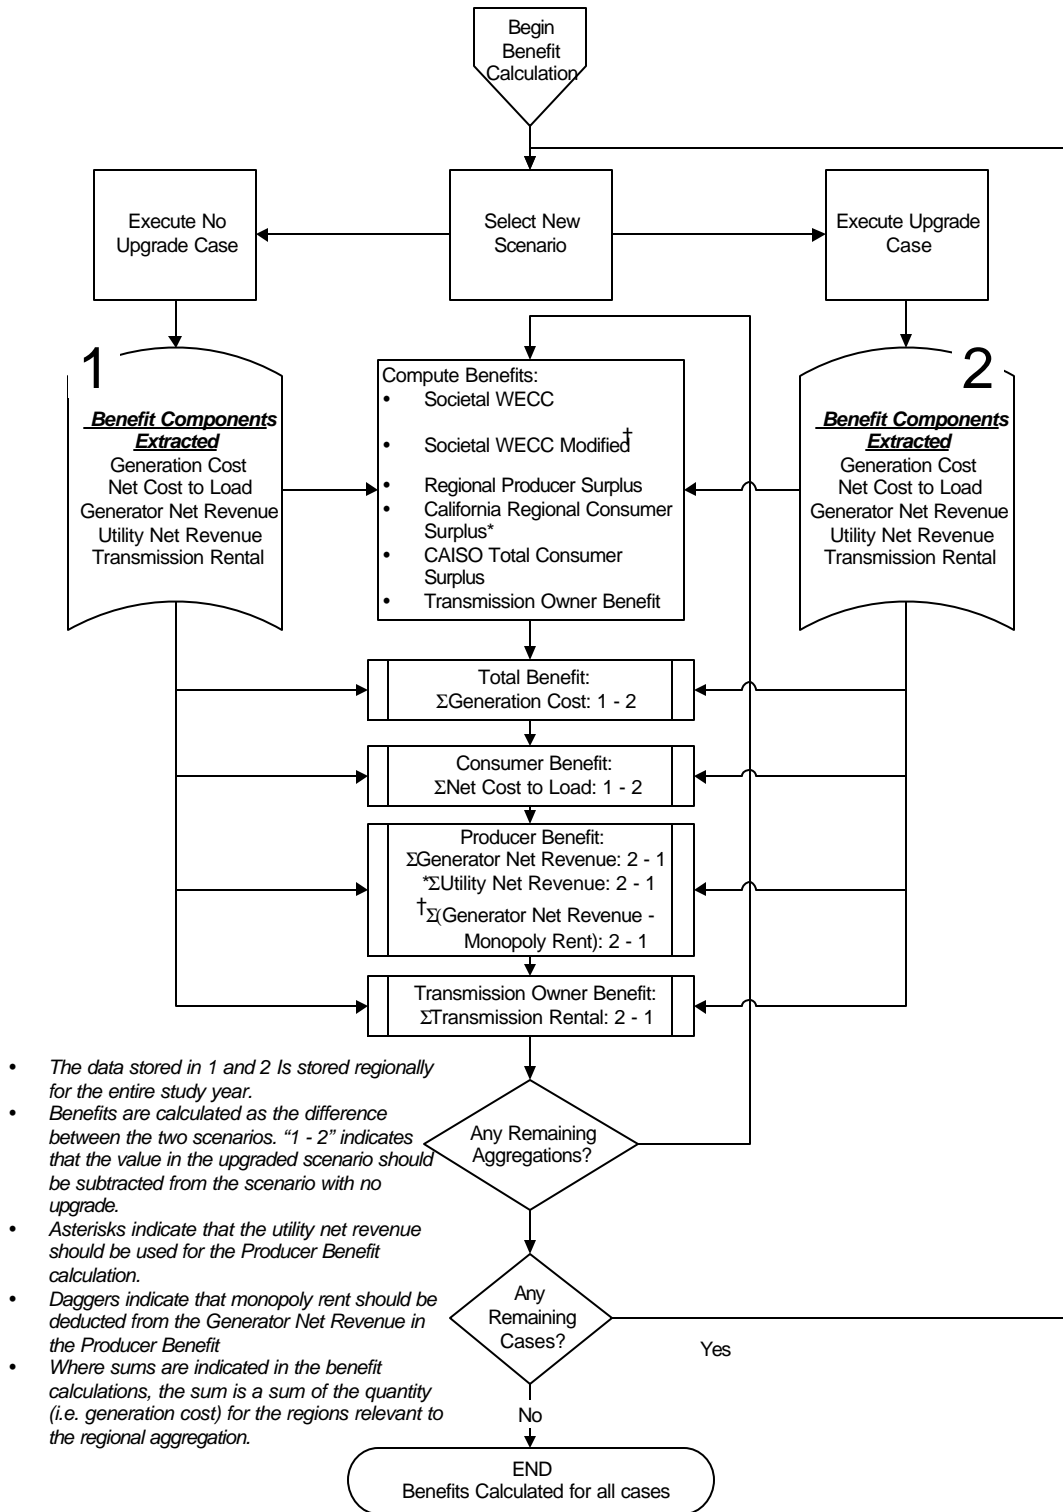 Begin
Benefit
Calculation
Execute No
Upgrade Case
Select New
Scenario
Execute Upgrade
Case
1
Benefit Components
Extracted
Generation Cost
Net Cost to Load
Generator Net Revenue
Utility Net Revenue
Transmission Rental
Compute Benefits:
• Societal WECC
• Societal WECC Modified†
• Regional Producer Surplus
• California Regional Consumer
Surplus*
• CAISO Total Consumer
Surplus
• Transmission Owner Benefit
2
Benefit Components
Extracted
Generation Cost
Net Cost to Load
Generator Net Revenue
Utility Net Revenue
Transmission Rental
Total Benefit:
ΣGeneration Cost: 1 - 2
Consumer Benefit:
ΣNet Cost to Load: 1 - 2
Producer Benefit:
ΣGenerator Net Revenue: 2 - 1
*ΣUtility Net Revenue: 2 - 1
†Σ(Generator Net Revenue -
Monopoly Rent): 2 - 1
Transmission Owner Benefit:
ΣTransmission Rental: 2 - 1
Any Remaining
Aggregations?
Any
Remaining
Cases?
Yes
No
END
Benefits Calculated for all cases
• The data stored in 1 and 2 Is stored regionally
for the entire study year.
• Benefits are calculated as the difference
between the two scenarios. “1 - 2” indicates
that the value in the upgraded scenario should
be subtracted from the scenario with no
upgrade.
• Asterisks indicate that the utility net revenue
should be used for the Producer Benefit
calculation.
• Daggers indicate that monopoly rent should be
deducted from the Generator Net Revenue in
the Producer Benefit
• Where sums are indicated in the benefit
calculations, the sum is a sum of the quantity
(i.e. generation cost) for the regions relevant to
the regional aggregation.